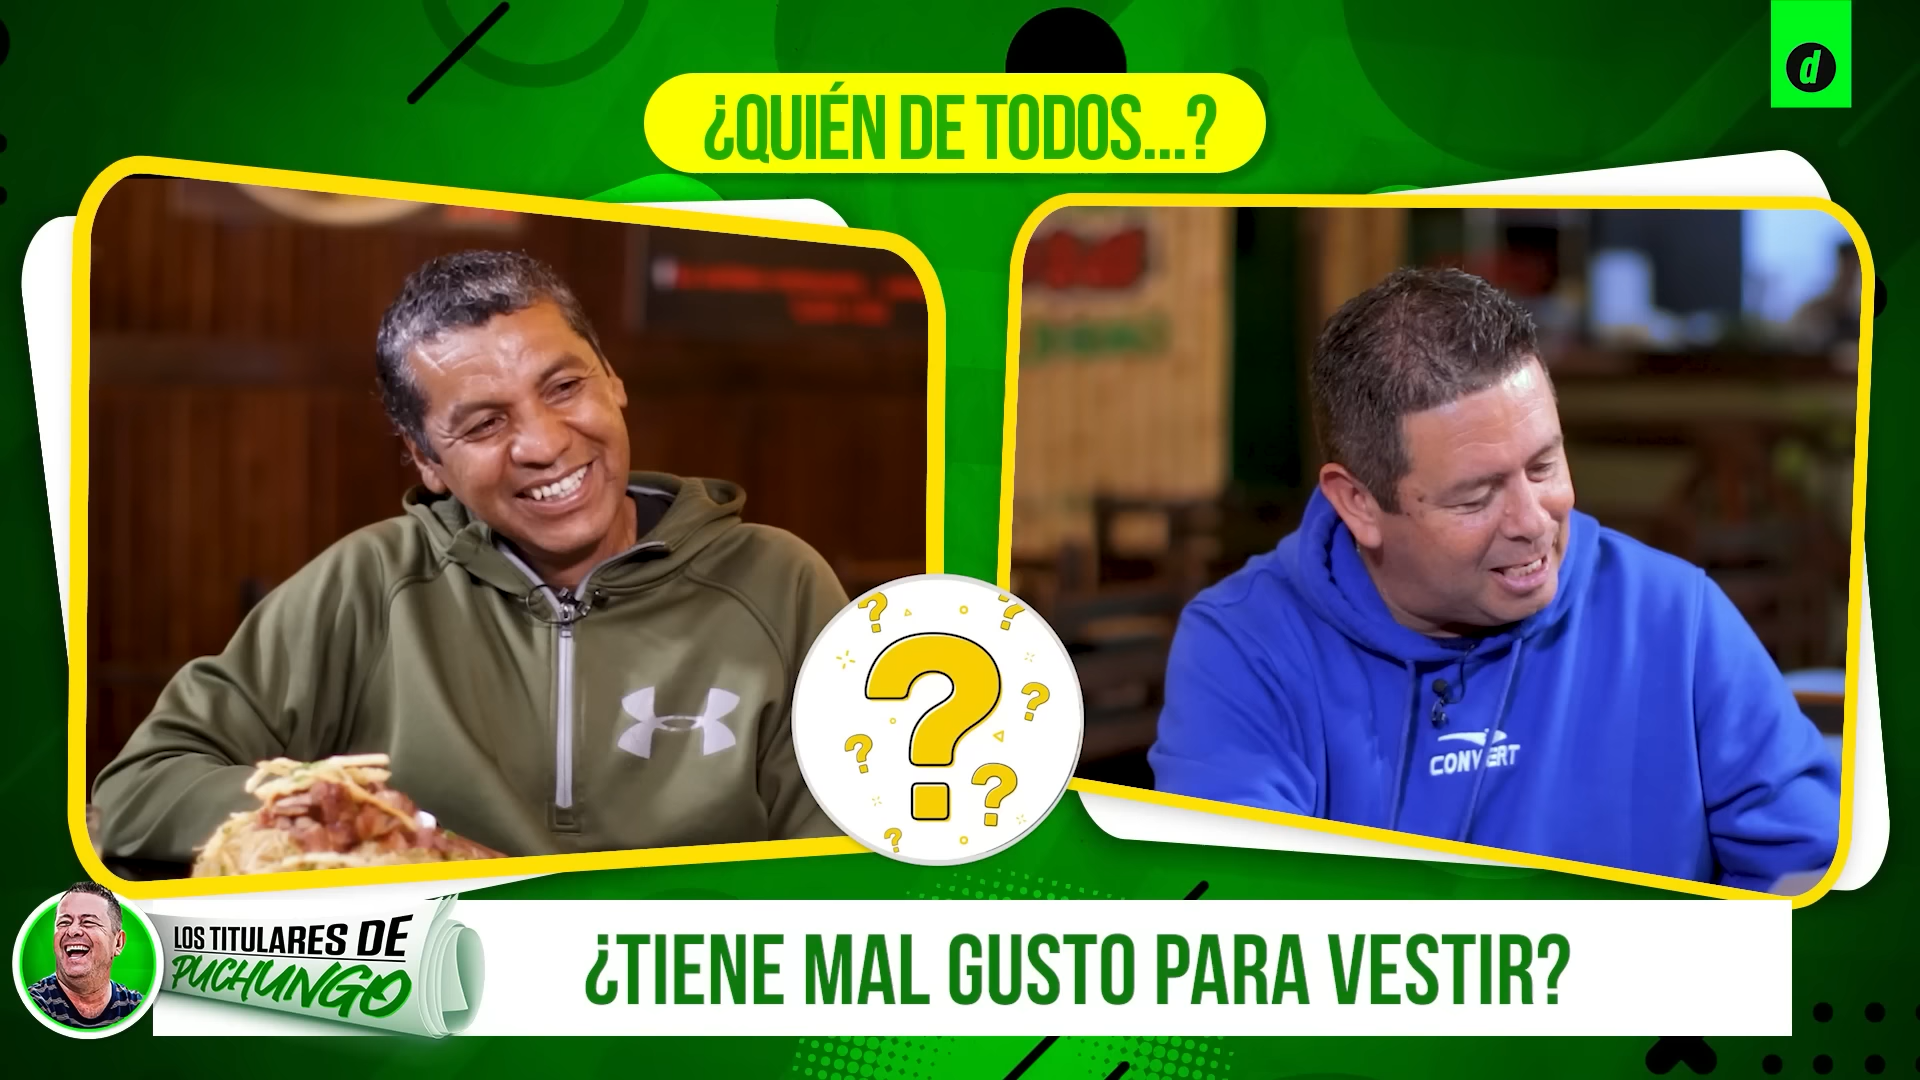 ¿QUIÉN DE TODOS...?
d
CONVERT
LOS TITULARES DE
PUCHUNGO
¿TIENE MAL GUSTO PARA VESTIR?